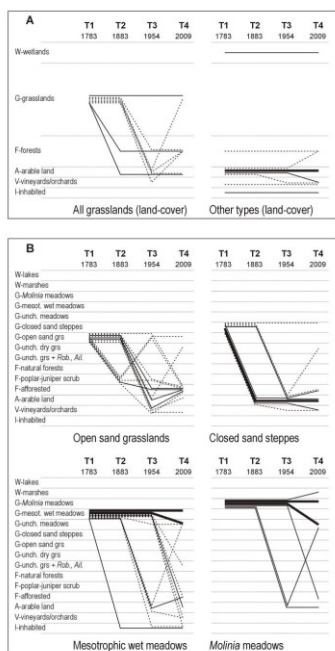 A
T1 T2 T3 T4 T1 T2 T3 T4
1783 1883 1954 2009 1783 1883 1954 2009
W-wetlands
G-grasslands
F-forests
A-arable land
V-vineyards/orchards
I-inhabited
All grasslands (land-cover) Other types (land-cover)
B
T1 T2 T3 T4 T1 T2 T3 T4
1783 1883 1954 2009 1783 1883 1954 2009
W-lakes
W-marshes
G-Molinia meadows
G-mesot. wet meadows
G-unch. meadows
G-closed sand steppes
G-open sand grs
G-unch. dry grs
G-unch. grs + Rob., Ail.
F-natural forests
F-poplar-juniper scrub
F-afforested
A-arable land
V-vineyards/orchards
I-inhabited
Open sand grasslands Closed sand steppes
T1 T2 T3 T4 T1 T2 T3 T4
1783 1883 1954 2009 1783 1883 1954 2009
W-lakes
W-marshes
G-Molinia meadows
G-mesot. wet meadows
G-unch. meadows
G-closed sand steppes
G-open sand grs
G-unch. dry grs
G-unch. grs + Rob., Ail.
F-natural forests
F-poplar-juniper scrub
F-afforested
A-arable land
V-vineyards/orchards
I-inhabited
Mesotrophic wet meadows Molinia meadows